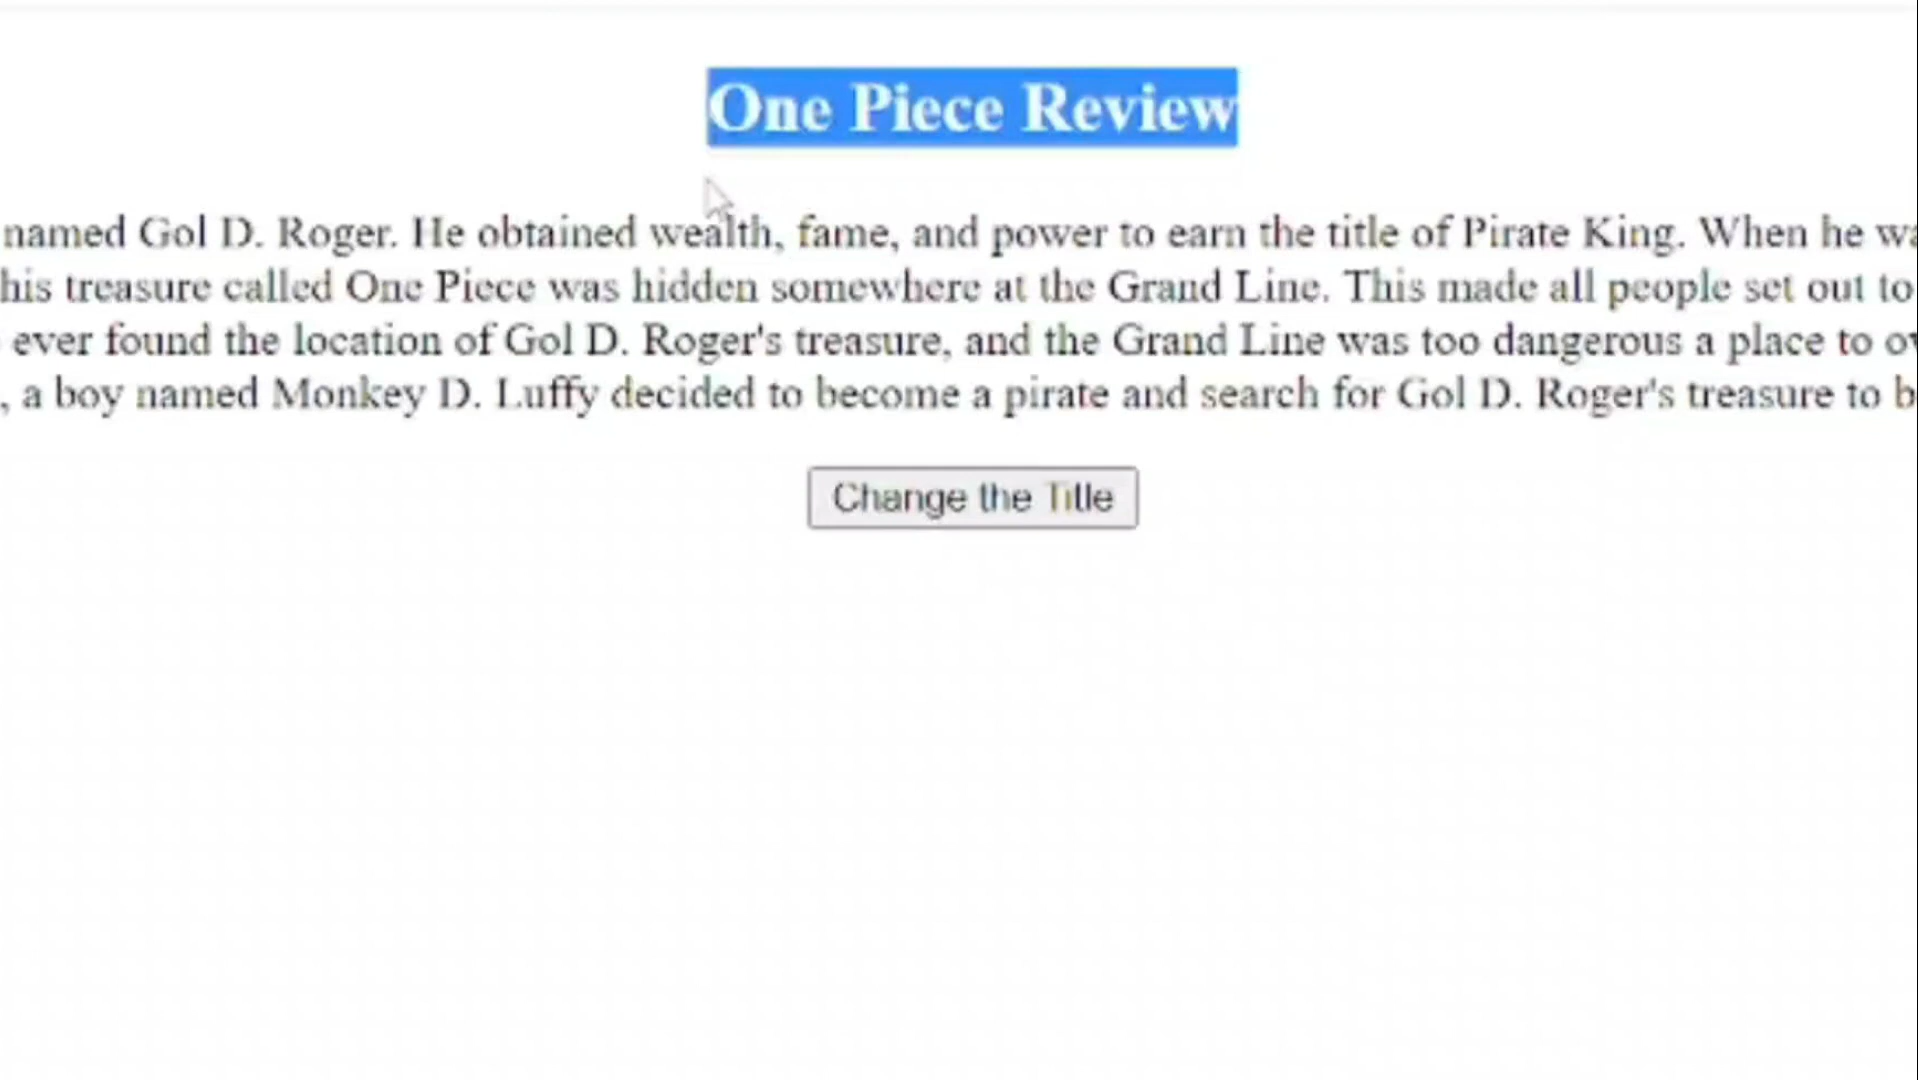 One Piece Review
named Gol D. Roger. He obtained wealth, fame, and power to earn the title of Pirate King. When he
his treasure called One Piece was hidden somewhere at the Grand Line. This made all people set out to
ever found the location of Gol D. Roger's treasure, and the Grand Line was too dangerous a place to
, a boy named Monkey D. Luffy decided to become a pirate and search for Gol D. Roger's treasure to
Change the Title